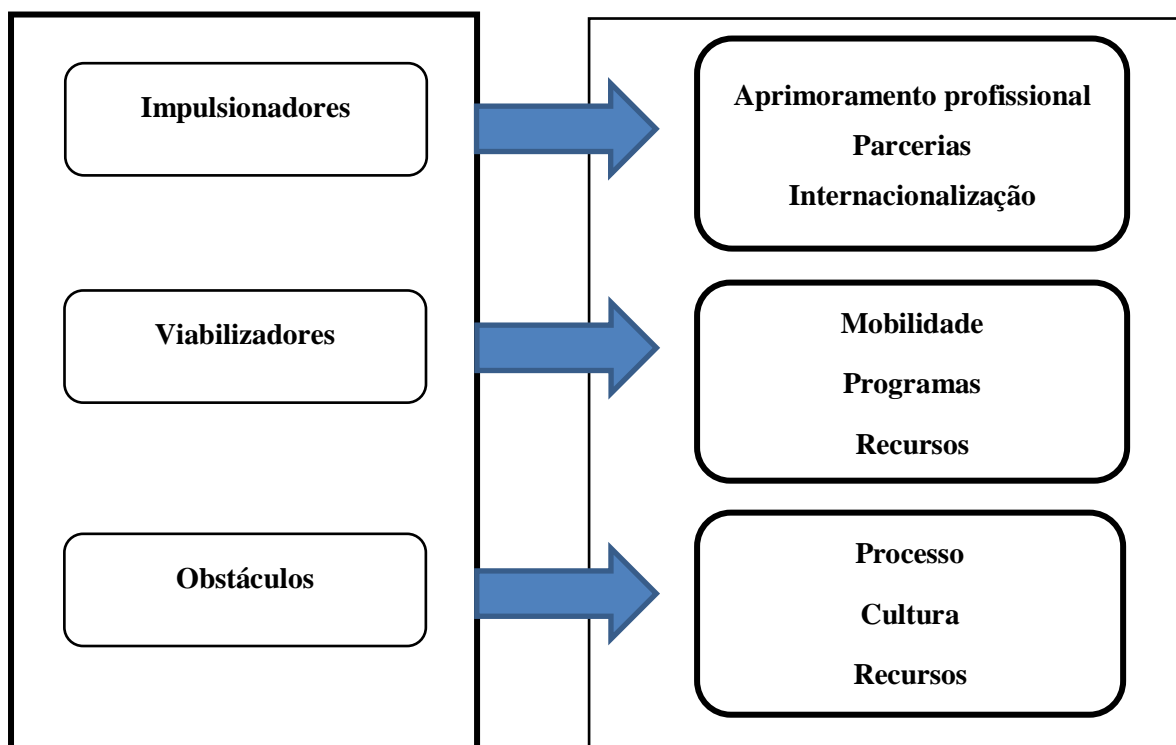 Impulsionadores
Aprimoramento profissional
Parcerias
Internacionalização
Viabilizadores
Mobilidade
Programas
Recursos
Obstáculos
Processo
Cultura
Recursos